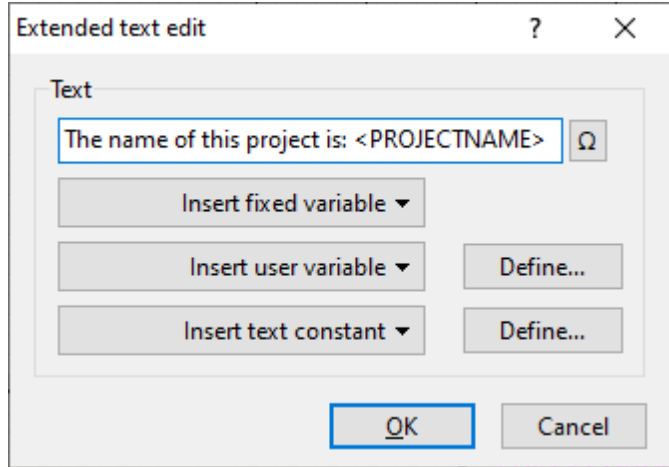 Extended text edit ?
Text
The name of this project is: <PROJECTNAME> Ω
Insert fixed variable
Insert user variable Define...
Insert text constant Define...
OK Cancel